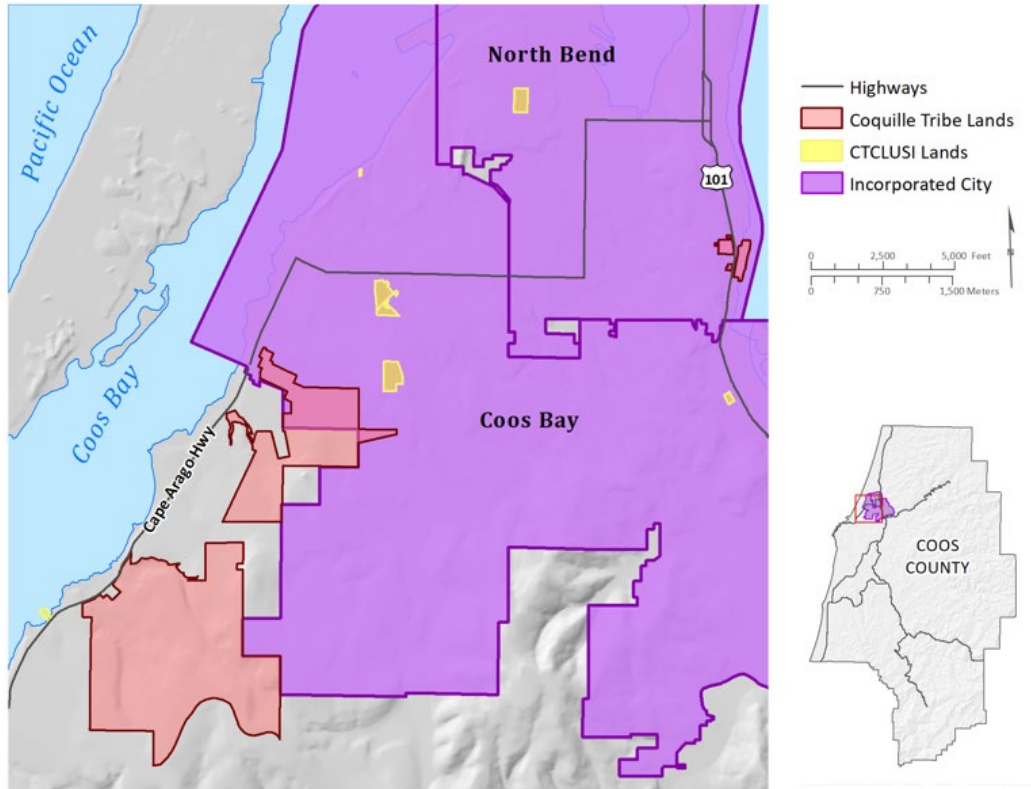 Pacific Ocean
North Bend
Highways
Coquille Tribe Lands
CTCLUSI Lands
Incorporated City
101
N
0 2,500 5,000 Feet
0 750 1,500 Meters
Coos Bay
Coos Bay
Cape Arago Hwy
COOS
COUNTY